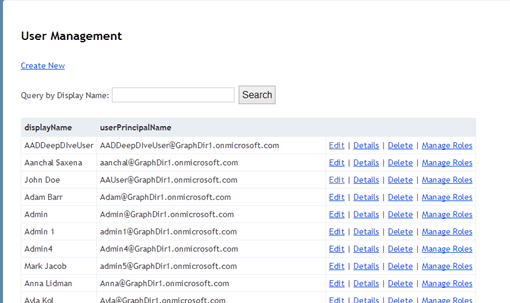 User Management
Create New
Query by Display Name: Search
displayName userPrincipalName
AADDeepDIveUser AADDeepDIveUser@GraphDir1.onmicrosoft.com Edit | Details | Delete | Manage Roles
Aanchal Saxena aanchal@GraphDir1.onmicrosoft.com Edit | Details | Delete | Manage Roles
John Doe AAUser@GraphDir1.onmicrosoft.com Edit | Details | Delete | Manage Roles
Adam Barr Adam@GraphDir1.onmicrosoft.com Edit | Details | Delete | Manage Roles
Admin Admin@GraphDir1.onmicrosoft.com Edit | Details | Delete | Manage Roles
Admin 1 admin1@GraphDir1.onmicrosoft.com Edit | Details | Delete | Manage Roles
Admin4 Admin4@GraphDir1.onmicrosoft.com Edit | Details | Delete | Manage Roles
Mark Jacob admin5@GraphDir1.onmicrosoft.com Edit | Details | Delete | Manage Roles
Anna Lidman Anna@GraphDir1.onmicrosoft.com Edit | Details | Delete | Manage Roles
Ayla Kol Ayla@GraphDir1.onmicrosoft.com Edit | Details | Delete | Manage Roles